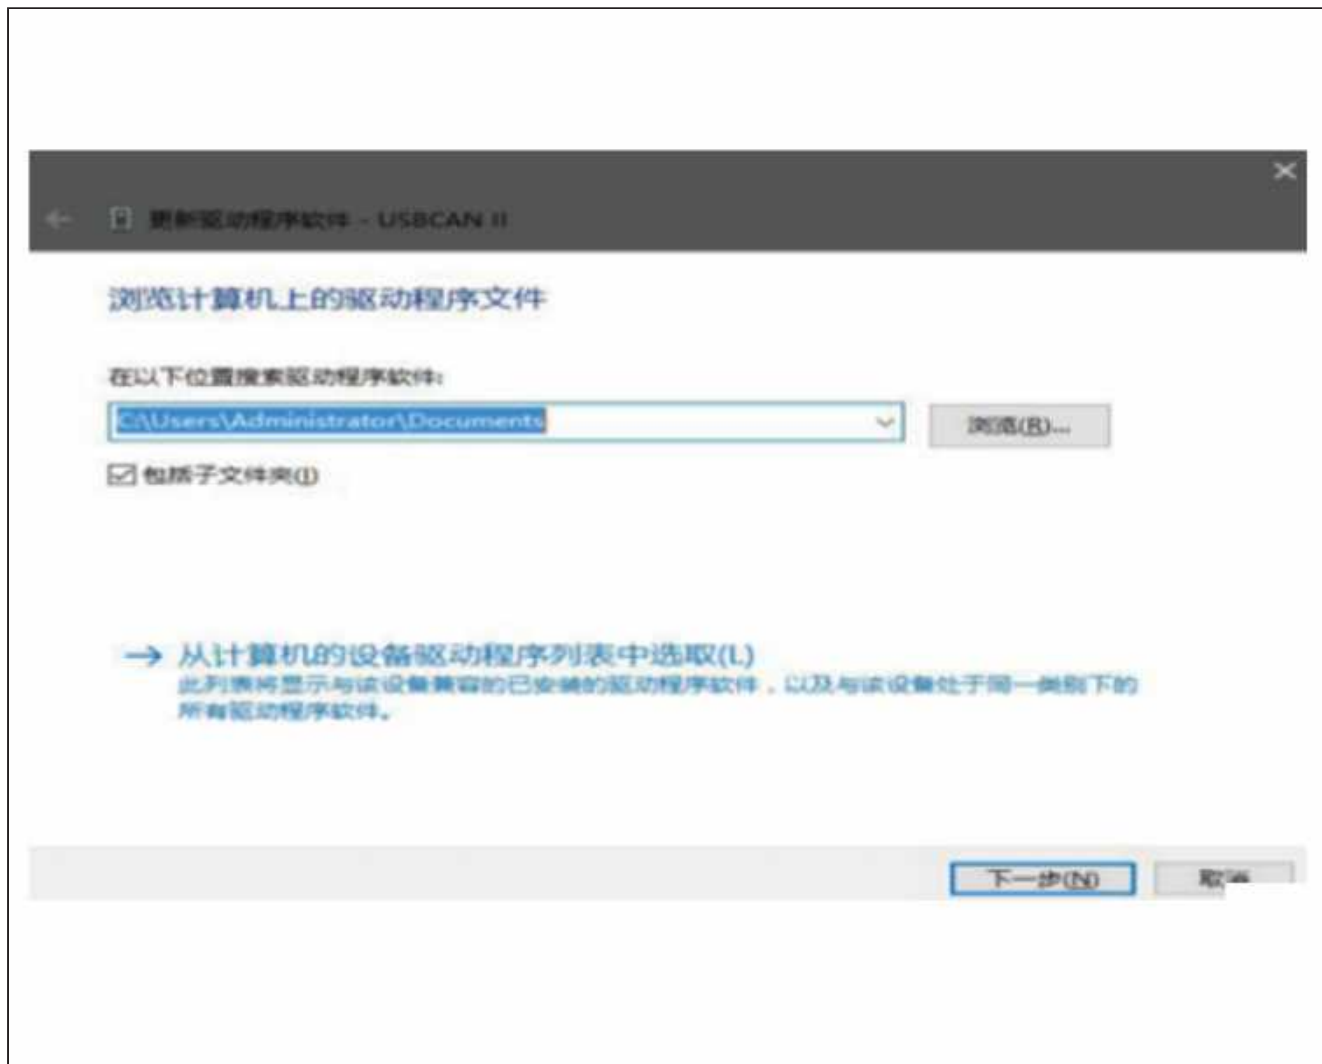 更新驱动程序软件 - USBCAN II
浏览计算机上的驱动程序文件
在以下位置搜索驱动程序软件:
C:\Users\Administrator\Documents
浏览(R)...
包括子文件夹(I)
从计算机的设备驱动程序列表中选取(L)
此列表将显示与该设备兼容的已安装的驱动程序软件，以及与该设备处于同一类别下的
所有驱动程序软件。
下一步(N)
取消